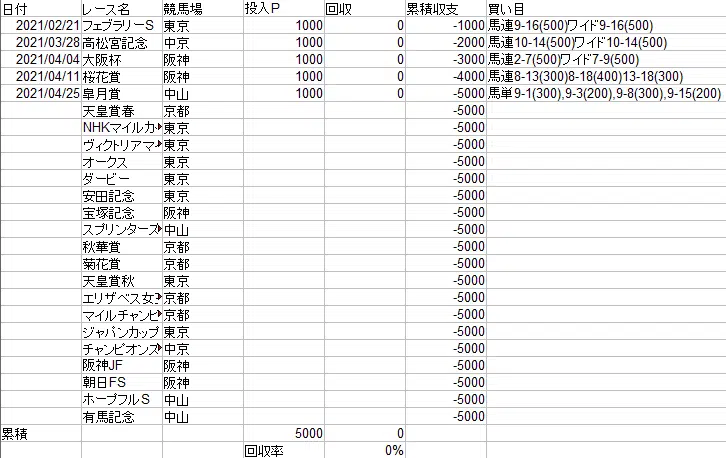 日付 レース名 競馬場 投入P 回収 累積収支 買い目
2021/02/21 フェブラリーS 東京 1000 0 -1000 馬連9-16(500)ワイド9-16(500)
2021/03/28 高松宮記念 中京 1000 0 -2000 馬連10-14(500)ワイド10-14(500)
2021/04/04 大阪杯 阪神 1000 0 -3000 馬連2-7(500)ワイド7-9(500)
2021/04/11 桜花賞 阪神 1000 0 -4000 馬連8-13(300)8-18(400)13-18(300)
2021/04/25 皐月賞 中山 1000 0 -5000 馬単9-1(300),9-3(200),9-8(300),9-15(200)
天皇賞春 京都 -5000
NHKマイルカ 東京 -5000
ヴィクトリアマ 東京 -5000
オークス 東京 -5000
ダービー 東京 -5000
安田記念 東京 -5000
宝塚記念 阪神 -5000
スプリンターズ 中山 -5000
秋華賞 京都 -5000
菊花賞 京都 -5000
天皇賞秋 東京 -5000
エリザベス女 京都 -5000
マイルチャンピ 京都 -5000
ジャパンカップ 東京 -5000
チャンピオンズ 中京 -5000
阪神JF 阪神 -5000
朝日FS 阪神 -5000
ホープフルS 中山 -5000
有馬記念 中山 -5000
累積 5000 0
回収率 0%